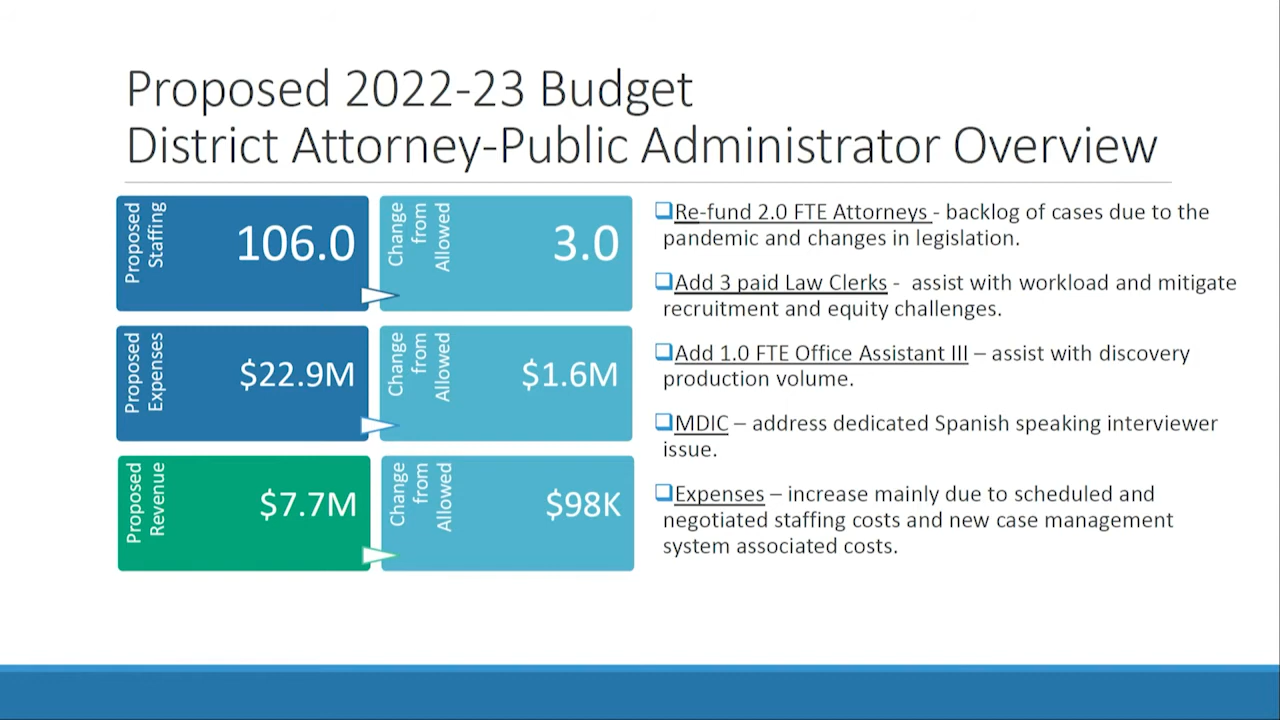 Proposed 2022-23 Budget
District Attorney-Public Administrator Overview
Proposed
Staffing
106.0
Change
from
Allowed
3.0
Proposed
Expenses
$22.9M
Change
from
Allowed
$1.6M
Proposed
Revenue
$7.7M
Change
from
Allowed
$98K
Re-fund 2.0 FTE Attorneys - backlog of cases due to the
pandemic and changes in legislation.
Add 3 paid Law Clerks - assist with workload and mitigate
recruitment and equity challenges.
Add 1.0 FTE Office Assistant III – assist with discovery
production volume.
MDIC – address dedicated Spanish speaking interviewer
issue.
Expenses – increase mainly due to scheduled and
negotiated staffing costs and new case management
system associated costs.